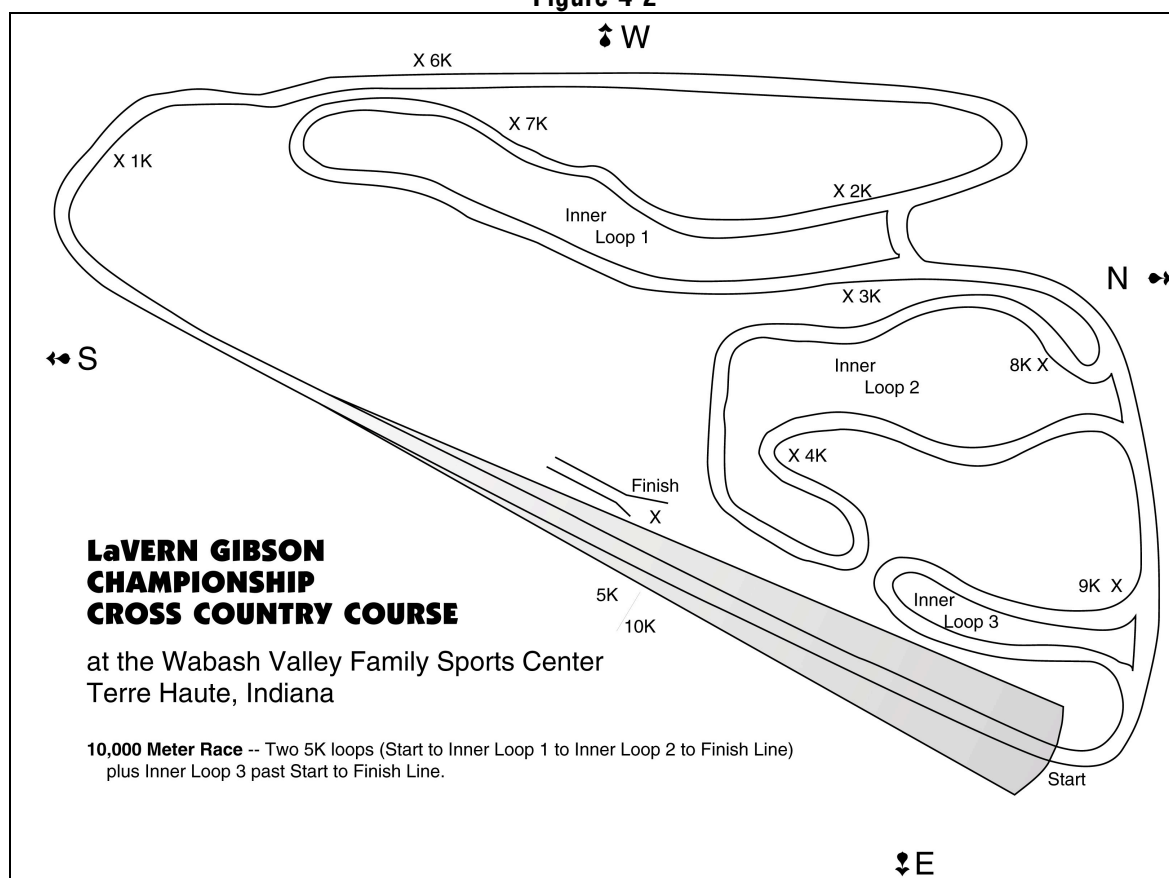 Figure 4-2
W
X 6K
X 7K
X 1K
X 2K
Inner
Loop 1
N
X 3K
S
Inner
Loop 2
8K X
X 4K
Finish
X
LaVERN GIBSON
CHAMPIONSHIP
CROSS COUNTRY COURSE
5K
10K
9K X
Inner
Loop 3
at the Wabash Valley Family Sports Center
Terre Haute, Indiana
10,000 Meter Race -- Two 5K loops (Start to Inner Loop 1 to Inner Loop 2 to Finish Line)
plus Inner Loop 3 past Start to Finish Line.
Start
E